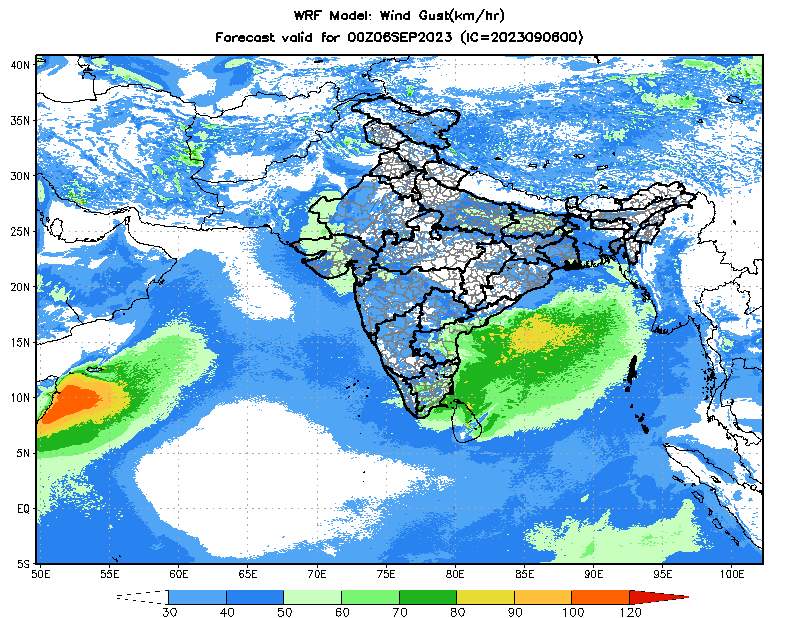 WRF Model: Wind Gust(km/hr)
Forecast valid for 00Z06SEP2023 (IC=2023090600)
40N
35N
30N
25N
20N
15N
10N
5N
EQ
5S
50E 55E 60E 65E 70E 75E 80E 85E 90E 95E 100E
30 40 50 60 70 80 90 100 120